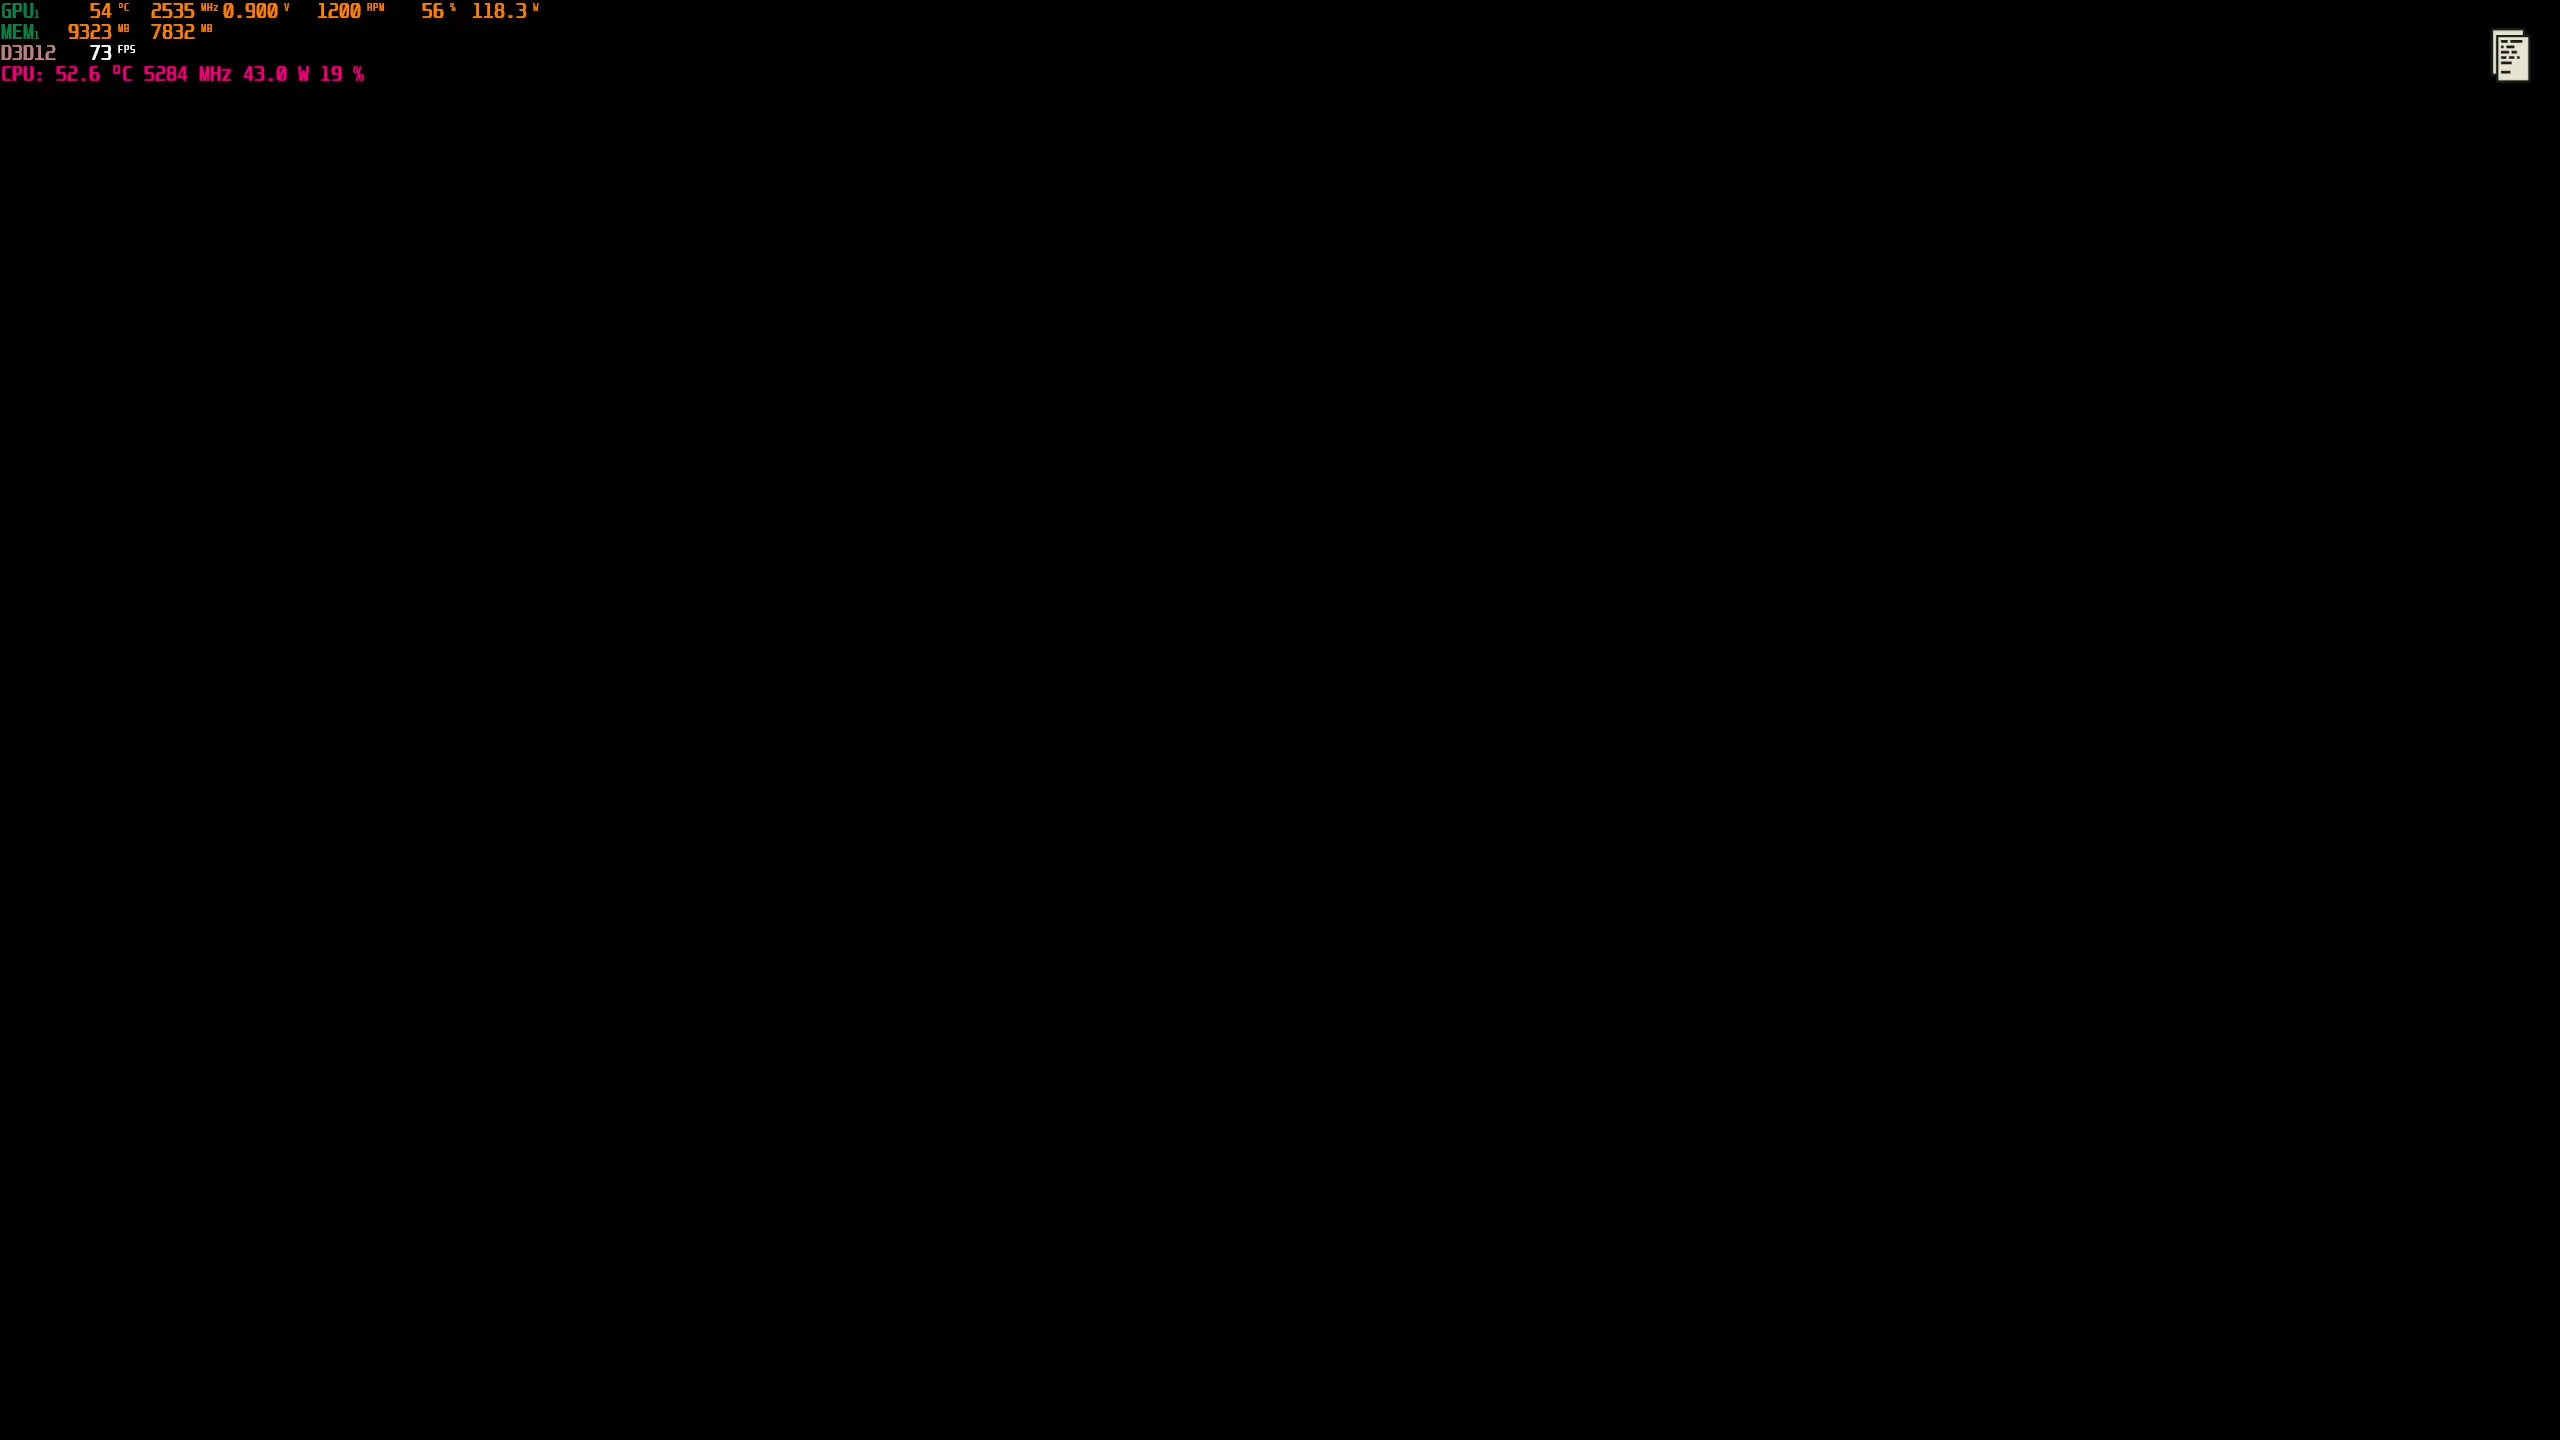 GPU1 54 °C 2535 MHz 0.900 V 1200 RPM 56 % 118.3 W
MEM1 9323 MB 7832 MB
D3D12 73 FPS
CPU: 52.6 °C 5284 MHz 43.0 W 19 %